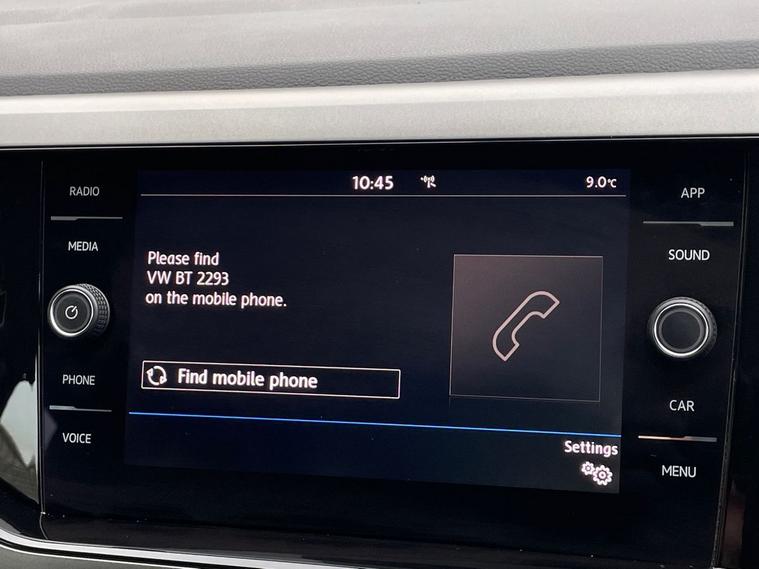 RADIO
MEDIA
PHONE
VOICE
10:45
9.0°C
Please find
VW BT 2293
on the mobile phone.
Find mobile phone
Settings
APP
SOUND
CAR
MENU